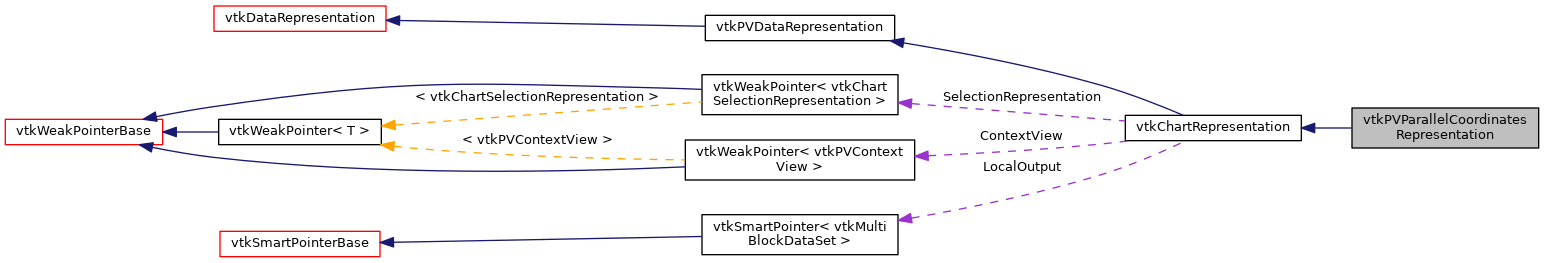 vtkDataRepresentation
vtkPVDataRepresentation
vtkWeakPointer< vtkChart
SelectionRepresentation >
< vtkChartSelectionRepresentation >
SelectionRepresentation
vtkWeakPointerBase
vtkWeakPointer< T >
vtkChartRepresentation
vtkPVParallelCoordinates
Representation
< vtkPVContextView >
ContextView
vtkWeakPointer< vtkPVContext
View >
LocalOutput
vtkSmartPointerBase
vtkSmartPointer< vtkMulti
BlockDataSet >